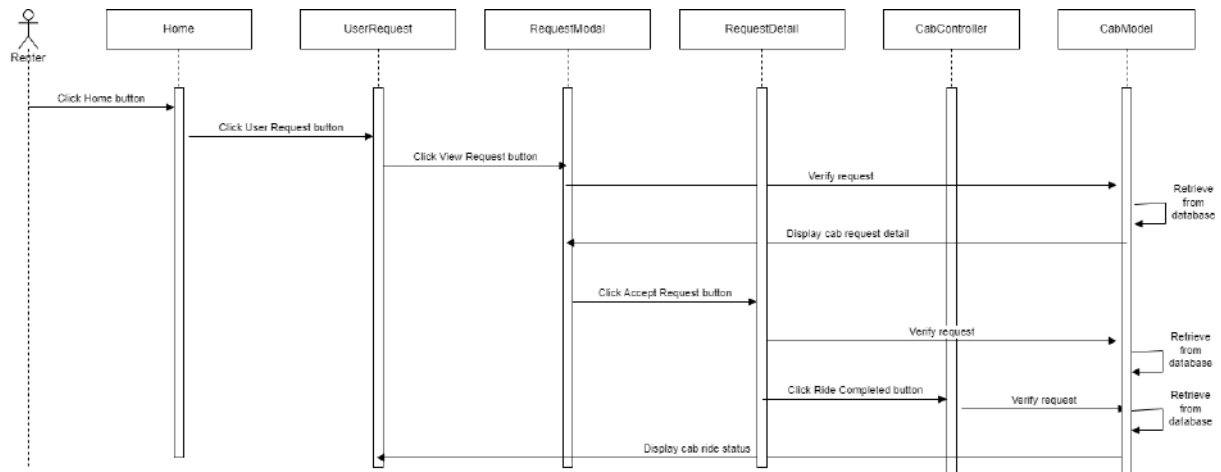 Renter
Home
UserRequest
RequestModal
RequestDetail
CabController
CabModel
Click Home button
Click User Request button
Click View Request button
Verify request
Retrieve
from
database
Display cab request detail
Click Accept Request button
Verify request
Retrieve
from
database
Click Ride Completed button
Verify request
Retrieve
from
database
Display cab ride status